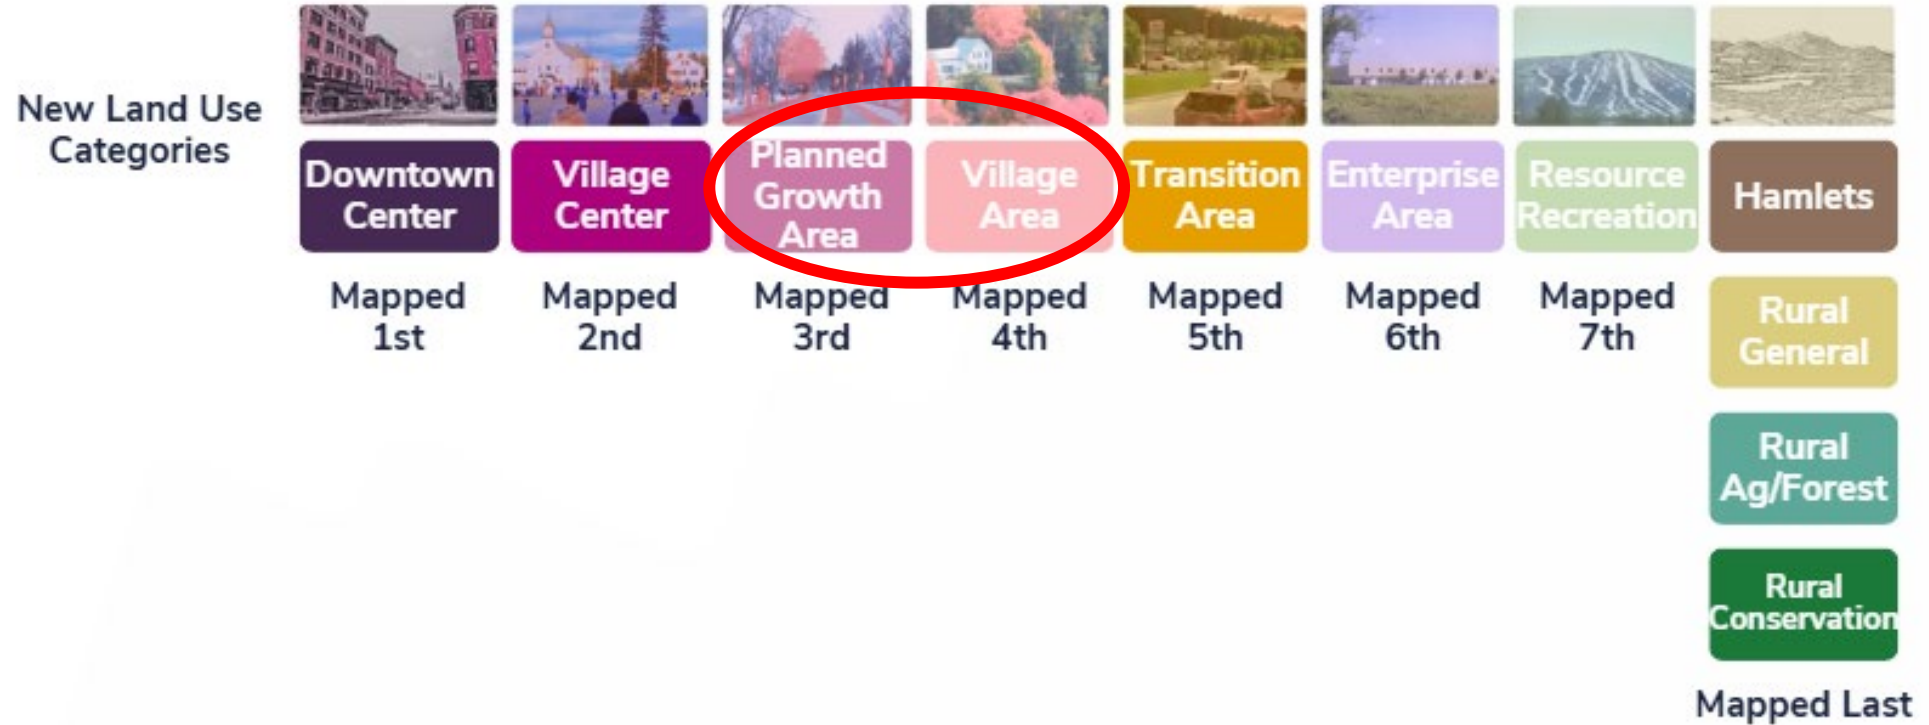 New Land Use
Categories
Downtown
Center
Village
Center
Planned
Growth
Area
Village
Area
Transition
Area
Enterprise
Area
Resource
Recreation
Hamlets
Mapped
1st
Mapped
2nd
Mapped
3rd
Mapped
4th
Mapped
5th
Mapped
6th
Mapped
7th
Rural
General
Rural
Ag/Forest
Rural
Conservation
Mapped Last